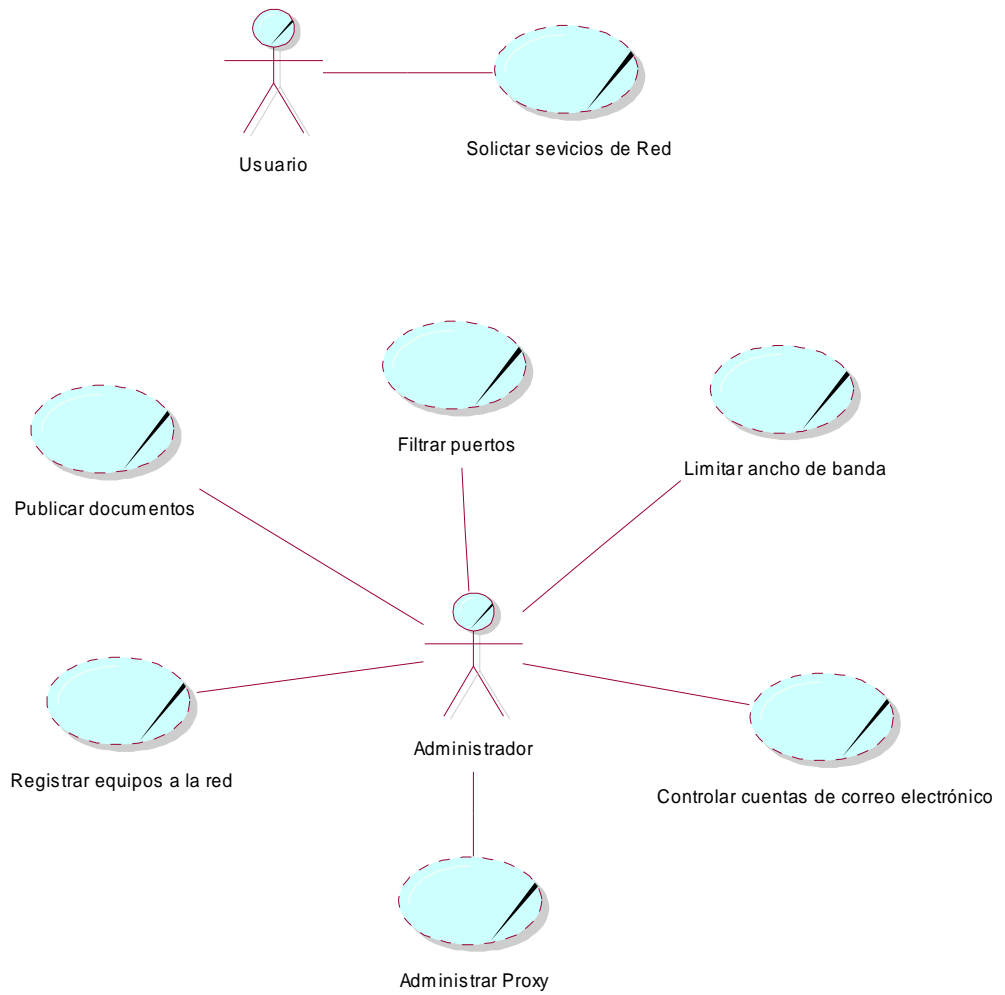 Usuario
Solictar sevicios de Red
Filtrar puertos
Limitar ancho de banda
Publicar documentos
Administrador
Registrar equipos a la red
Controlar cuentas de correo electrónico
Administrar Proxy